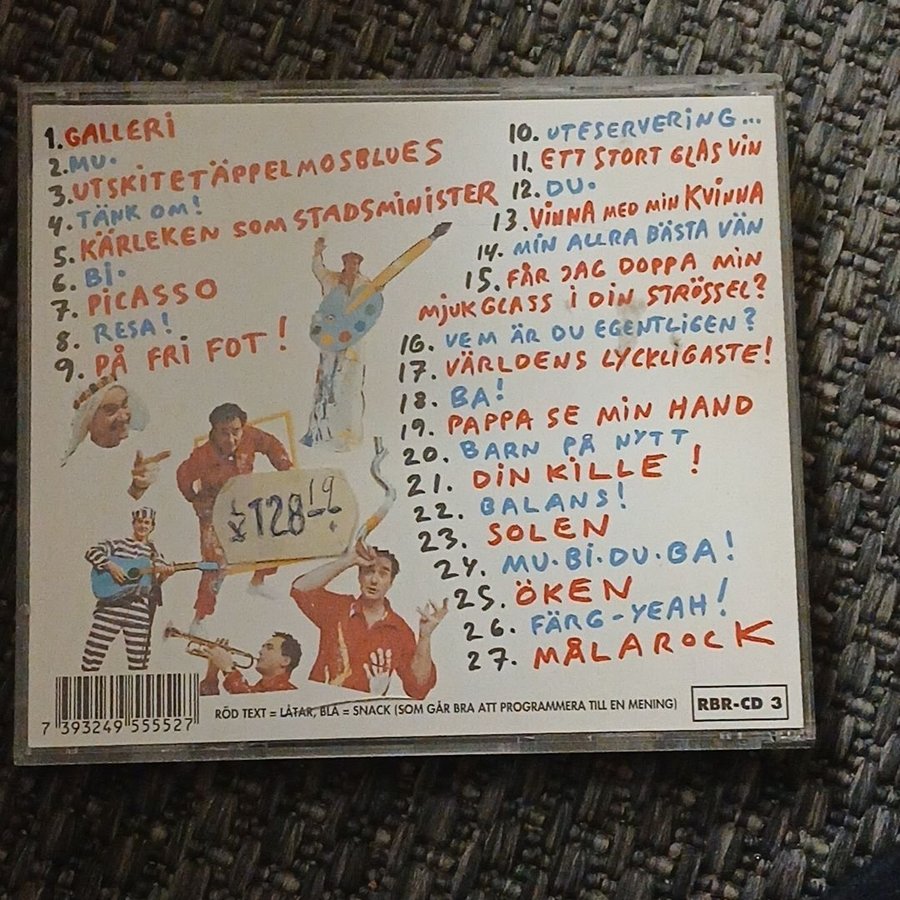 1. GALLERI
2. MU.
3. UTSKITETÄPPELMOSBLUES
4. TÄNK OM!
5. KÄRLEKEN SOM STADSMINISTER
6. Bi.
7. PiCASSO
8. RESA!
9. PÅ FRI FOT!
10. UTESERVERiNG...
11. ETT STORT GLAS ViN
12. DU.
13. ViNNA MED MiN KViNNA
14. MiN ALLRA BÄSTA VÄN
15. FÅR JAG DOPPA MiN
MJUKGLASS i DiN STRÖSSEL?
16. VEM ÄR DU EGENTLiGEN?
17. VÄRLDENS LYCKLiGASTE!
18. BA!
19. PAPPA SE MiN HAND
20. BARN PÅ NYTT
21. DiN KiLLE!
22. BALANS!
23. SOLEN
24. MU·Bi·DU·BA!
25. ÖKEN
26. FÄRG-YEAH!
27. MÅLAROCK
128
7 393249 555527
RÖD TEXT = LÅTAR, BLÅ = SNACK (SOM GÅR BRA ATT PROGRAMMERA TILL EN MENING)
RBR-CD 3